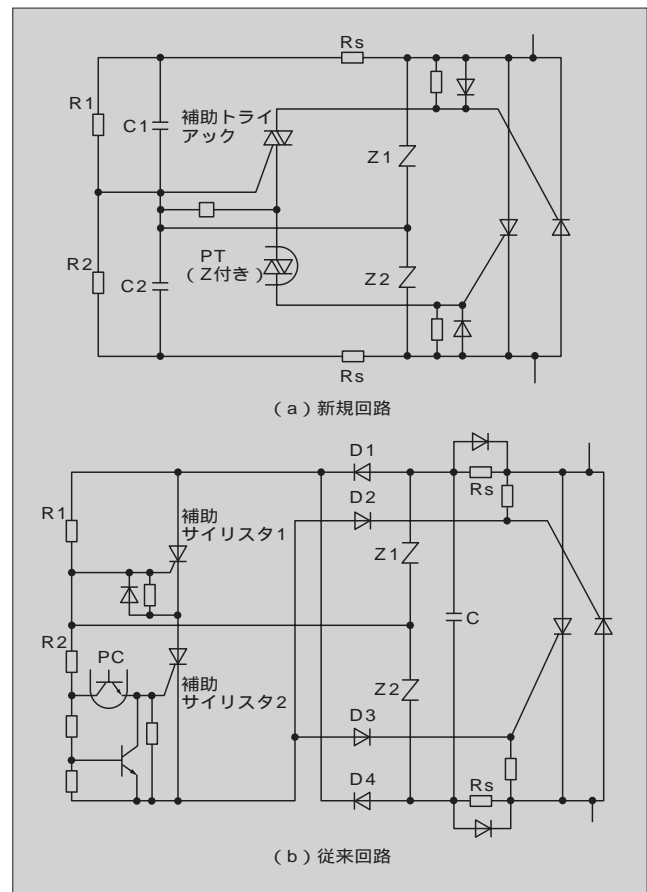 Rs
R1
C1
補助トライ
アック
Z1
R2
C2
PT
（Z付き）
Z2
Rs
（a）新規回路
D1
Rs
D2
R1
補助
サイリスタ1
Z1
C
R2
PC
補助
サイリスタ2
Z2
D3
Rs
D4
（b）従来回路